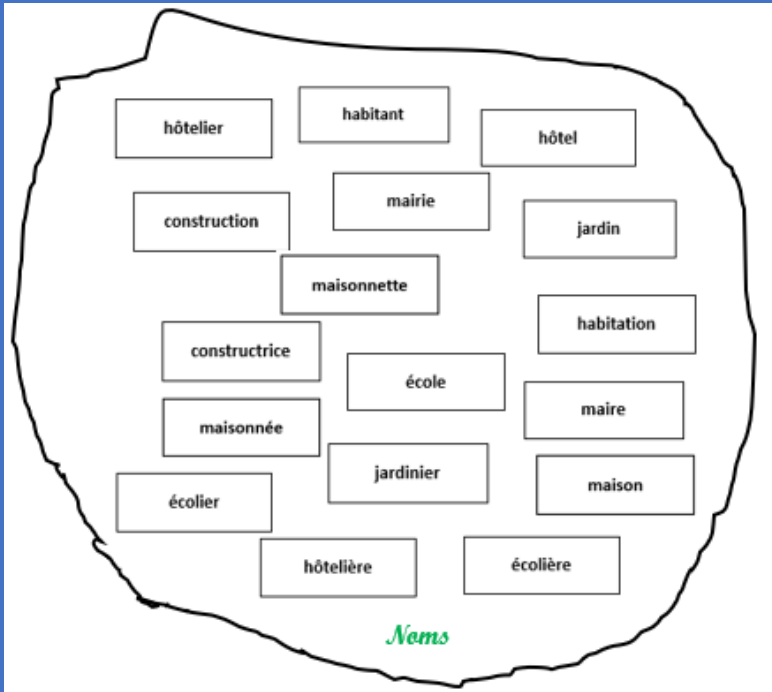 hôtelier
habitant
hôtel
construction
mairie
jardin
maisonnette
habitation
constructrice
école
maire
maisonnée
jardinier
maison
écolier
hôtelière
écolière
Noms